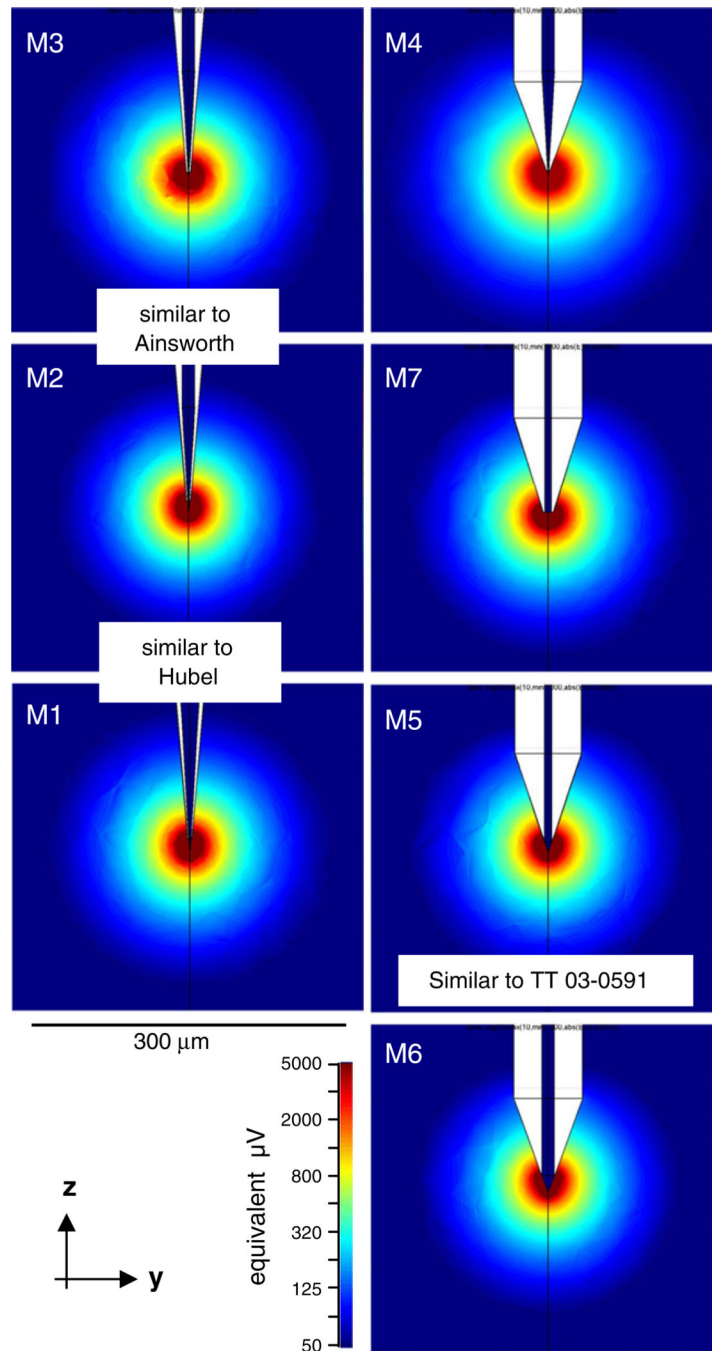 M3
M4
similar to
Ainsworth
M2
M7
similar to
Hubel
M1
M5
Similar to TT 03-0591
300 μm
M6
5000
2000
800
320
125
50
equivalent μV
z
y